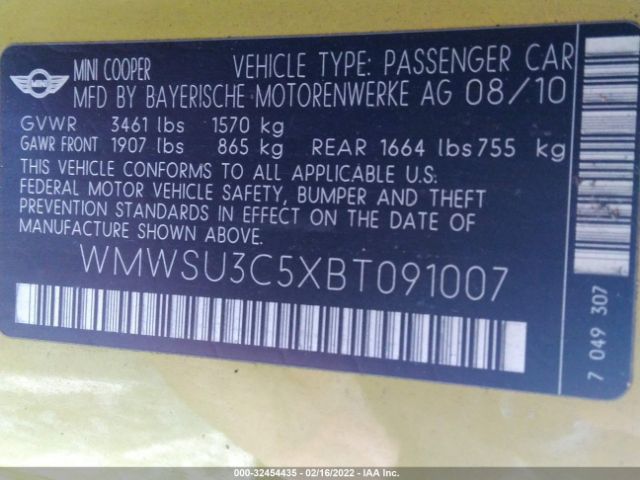 MINI COOPER VEHICLE TYPE: PASSENGER CAR
MFD BY BAYERISCHE MOTORENWERKE AG 08/10
GVWR 3461 lbs 1570 kg
GAWR FRONT 1907 lbs 865 kg REAR 1664 lbs 755 kg
THIS VEHICLE CONFORMS TO ALL APPLICABLE U.S.
FEDERAL MOTOR VEHICLE SAFETY, BUMPER AND THEFT
PREVENTION STANDARDS IN EFFECT ON THE DATE OF
MANUFACTURE SHOWN ABOVE.
WMWSU3C5XBT091007
7 049 307
000-32454435 - 02/16/2022 - IAA Inc.